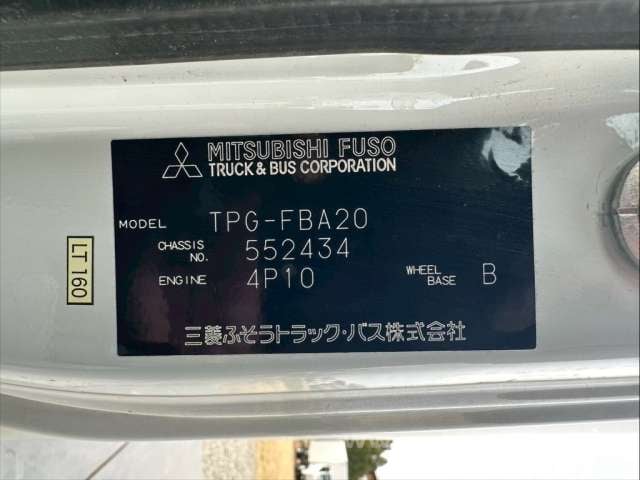 MITSUBISHI FUSO
TRUCK & BUS CORPORATION
MODEL TPG-FBA20
CHASSIS NO. 552434
ENGINE 4P10 WHEEL BASE B
三菱ふそうトラック・バス株式会社
LT 160